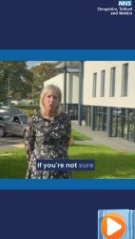 NHS
Shropshire, Telford
and Wrekin
If you're not sure